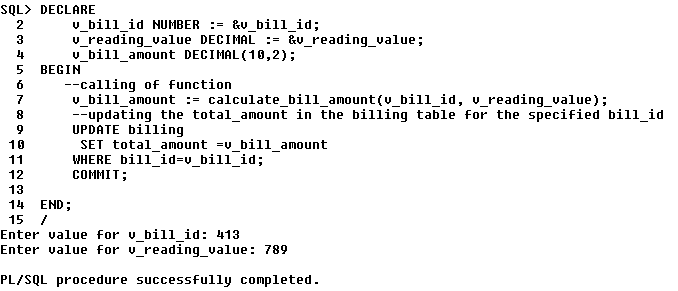 SQL> DECLARE
2 v_bill_id NUMBER := &v_bill_id;
3 v_reading_value DECIMAL := &v_reading_value;
4 v_bill_amount DECIMAL(10,2);
5 BEGIN
6 --calling of function
7 v_bill_amount := calculate_bill_amount(v_bill_id, v_reading_value);
8 --updating the total_amount in the billing table for the specified bill_id
9 UPDATE billing
10 SET total_amount =v_bill_amount
11 WHERE bill_id=v_bill_id;
12 COMMIT;
13
14 END;
15 /
Enter value for v_bill_id: 413
Enter value for v_reading_value: 789
PL/SQL procedure successfully completed.